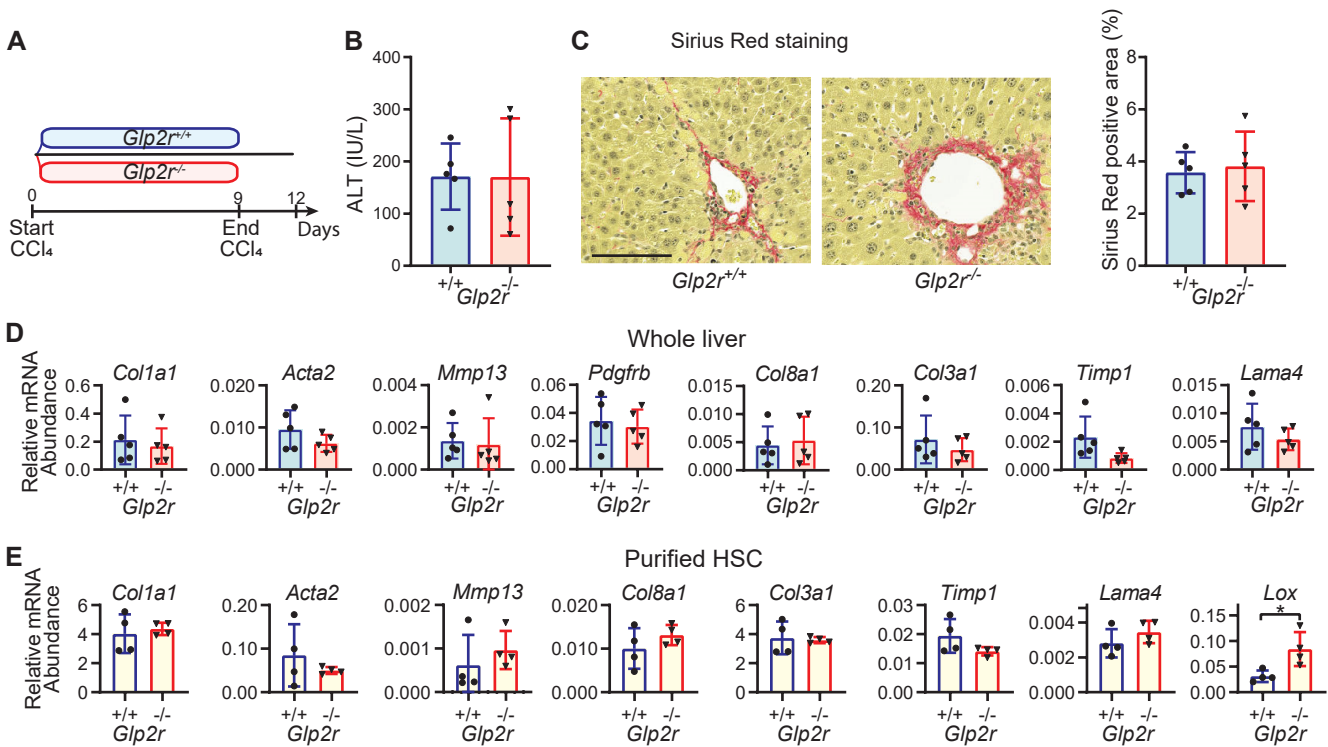 A
Glp2r+/+
Glp2r-/-
0 9 12
Start CCl₄
End CCl₄
Days
B
ALT (IU/L)
400
300
200
100
0
+/+ -/-
Glp2r
C
Sirius Red staining
Glp2r+/+
Glp2r-/-
Sirius Red positive area (%)
8
6
4
2
0
+/+ -/-
Glp2r
D
Whole liver
Relative mRNA
Abundance
Col1a1
0.6
0.4
0.2
0.0
+/+ -/-
Glp2r
Acta2
0.020
0.010
0.000
+/+ -/-
Glp2r
Mmp13
0.004
0.002
0.000
+/+ -/-
Glp2r
Pdgfrb
0.06
0.04
0.02
0.00
+/+ -/-
Glp2r
Col8a1
0.015
0.010
0.005
0.000
+/+ -/-
Glp2r
Col3a1
0.20
0.10
0.00
+/+ -/-
Glp2r
Timp1
0.006
0.004
0.002
0.000
+/+ -/-
Glp2r
Lama4
0.015
0.010
0.005
0.000
+/+ -/-
Glp2r
E
Purified HSC
Relative mRNA
Abundance
Col1a1
6
4
2
0
+/+ -/-
Glp2r
Acta2
0.20
0.10
0.00
+/+ -/-
Glp2r
Mmp13
0.002
0.001
0.000
+/+ -/-
Glp2r
Col8a1
0.020
0.010
0.000
+/+ -/-
Glp2r
Col3a1
6
4
2
0
+/+ -/-
Glp2r
Timp1
0.03
0.02
0.01
0.00
+/+ -/-
Glp2r
Lama4
0.004
0.002
0.000
+/+ -/-
Glp2r
Lox
*
0.15
0.10
0.05
0.00
+/+ -/-
Glp2r